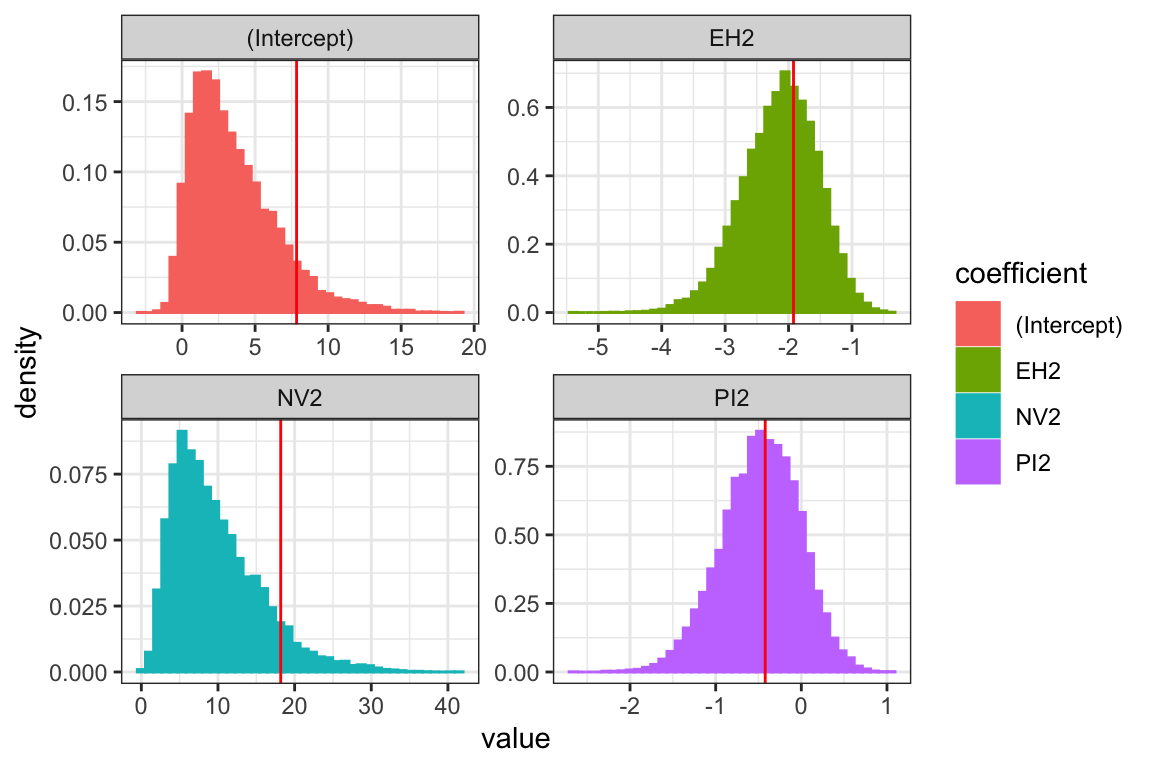 (Intercept)
EH2
0.15
0.10
0.05
0.00
0 5 10 15 20
0.6
0.4
0.2
0.0
-5 -4 -3 -2 -1
NV2
PI2
0.075
0.050
0.025
0.000
0 10 20 30 40
0.75
0.50
0.25
0.00
-2 -1 0 1
density
value
coefficient
(Intercept)
EH2
NV2
PI2